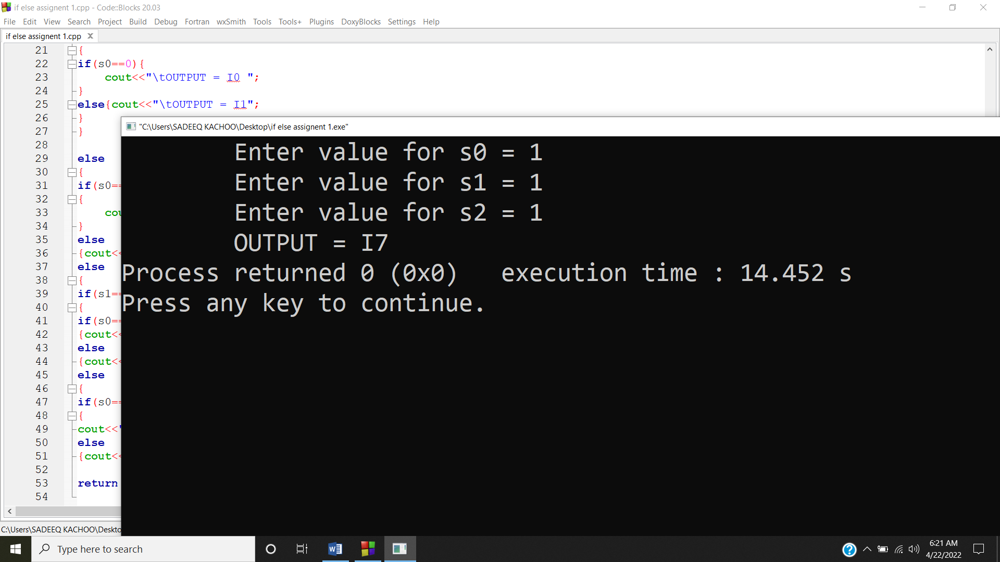 if else assignent 1.cpp - Code::Blocks 20.03
File Edit View Search Project Build Debug Fortran wxSmith Tools Tools+ Plugins DoxyBlocks Settings Help
if else assignent 1.cpp X
21 {
22 if(s0==0){
23 cout<<"\tOUTPUT = I0 ";
24 }
25 else{cout<<"\tOUTPUT = I1";
26 }
27 }
28
29 else
30 {
31 if(s0==
32 {
33 cou
34 }
35 else
36 {cout<<
37 else
38 {
39 if(s1==
40 {
41 if(s0==
42 {cout<<
43 else
44 {cout<<
45 else
46 {
47 if(s0==
48 {
49 cout<<"
50 else
51 {cout<<
52
53 return
54
"C:\Users\SADEEQ KACHOO\Desktop\if else assignent 1.exe"
Enter value for s0 = 1
Enter value for s1 = 1
Enter value for s2 = 1
OUTPUT = I7
Process returned 0 (0x0)   execution time : 14.452 s
Press any key to continue.
C:\Users\SADEEQ KACHOO\Deskto
Type here to search
6:21 AM
4/22/2022